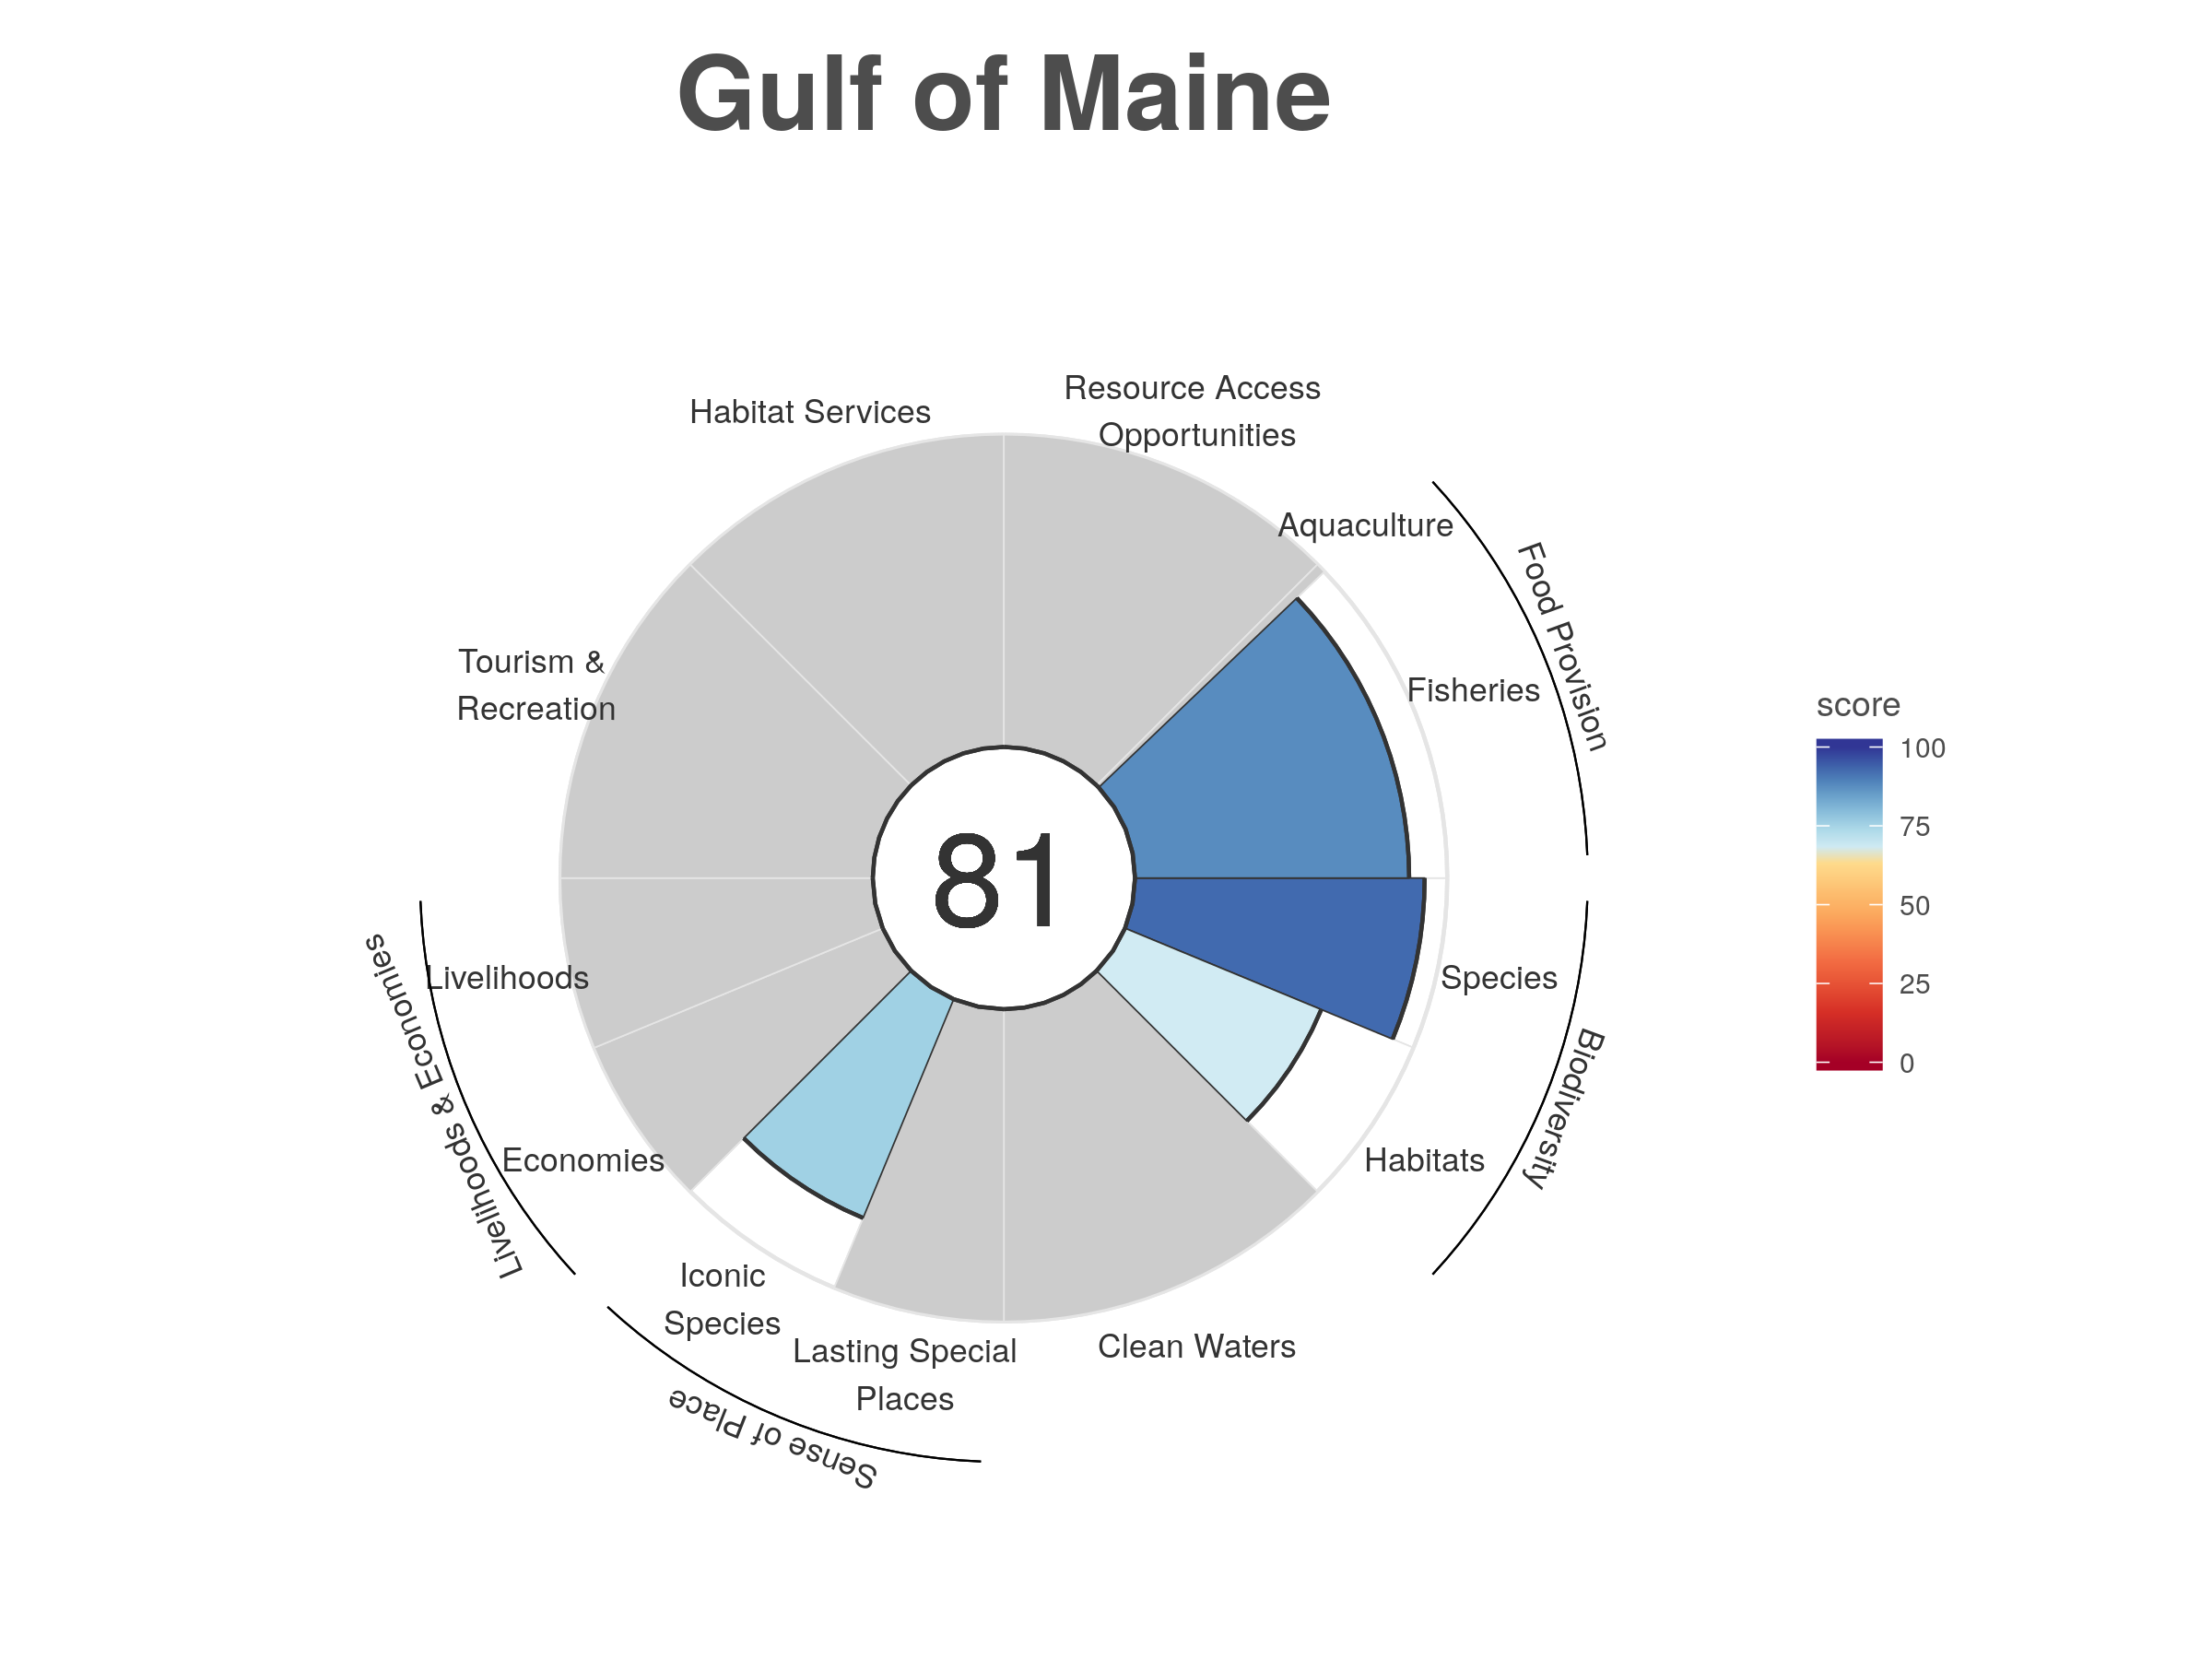 Gulf of Maine
Resource Access
Opportunities
Habitat Services
Aquaculture
Food Provision
Fisheries
Tourism &
Recreation
score
100
75
50
25
0
81
Livelihoods
Species
Livelihoods & Economies
Biodiversity
Economies
Habitats
Iconic
Species
Lasting Special
Places
Clean Waters
Sense of Place